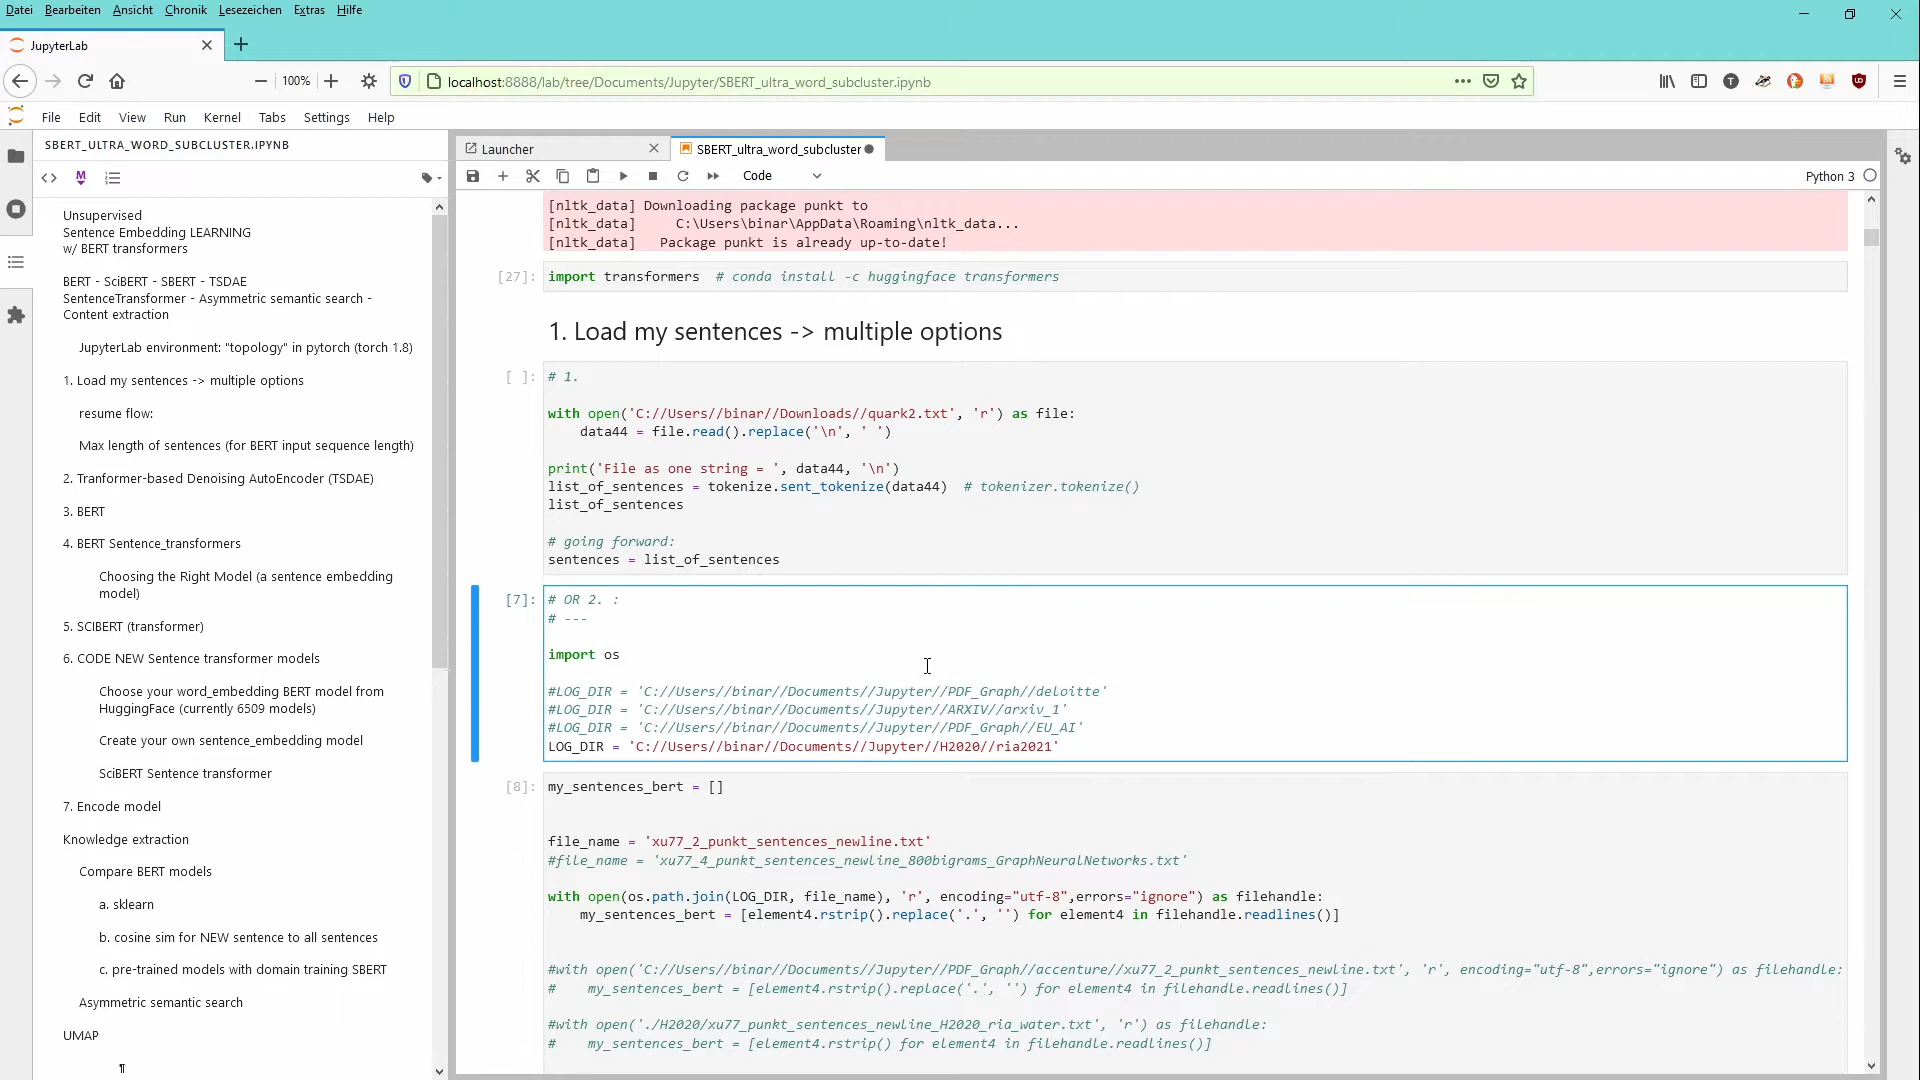 Datei Bearbeiten Ansicht Chronik Lesezeichen Extras Hilfe
JupyterLab
100%
localhost:8888/lab/tree/Documents/Jupyter/SBERT_ultra_word_subcluster.ipynb
File Edit View Run Kernel Tabs Settings Help
SBERT_ULTRA_WORD_SUBCLUSTER.IPYNB
Unsupervised
Sentence Embedding LEARNING
w/ BERT transformers
BERT - SciBERT - SBERT - TSDAE
SentenceTransformer - Asymmetric semantic search -
Content extraction
JupyterLab environment: "topology" in pytorch (torch 1.8)
1. Load my sentences -> multiple options
resume flow:
Max length of sentences (for BERT input sequence length)
2. Tranformer-based Denoising AutoEncoder (TSDAE)
3. BERT
4. BERT Sentence_transformers
Choosing the Right Model (a sentence embedding
model)
5. SCIBERT (transformer)
6. CODE NEW Sentence transformer models
Choose your word_embedding BERT model from
HuggingFace (currently 6509 models)
Create your own sentence_embedding model
SciBERT Sentence transformer
7. Encode model
Knowledge extraction
Compare BERT models
a. sklearn
b. cosine sim for NEW sentence to all sentences
c. pre-trained models with domain training SBERT
Asymmetric semantic search
UMAP
¶
Launcher
SBERT_ultra_word_subcluster
Code
Python 3
[nltk_data] Downloading package punkt to
[nltk_data]     C:\Users\binar\AppData\Roaming\nltk_data...
[nltk_data]   Package punkt is already up-to-date!
[27]: import transformers  # conda install -c huggingface transformers
1. Load my sentences -> multiple options
[ ]: # 1.
with open('C://Users//binar//Downloads//quark2.txt', 'r') as file:
    data44 = file.read().replace('\n', ' ')
print('File as one string = ', data44, '\n')
list_of_sentences = tokenize.sent_tokenize(data44)  # tokenizer.tokenize()
list_of_sentences
# going forward:
sentences = list_of_sentences
[7]: # OR 2. :
# ---
import os
#LOG_DIR = 'C://Users//binar//Documents//Jupyter//PDF_Graph//deloitte'
#LOG_DIR = 'C://Users//binar//Documents//Jupyter//ARXIV//arxiv_1'
#LOG_DIR = 'C://Users//binar//Documents//Jupyter//PDF_Graph//EU_AI'
LOG_DIR = 'C://Users//binar//Documents//Jupyter//H2020//ria2021'
[8]: my_sentences_bert = []
file_name = 'xu77_2_punkt_sentences_newline.txt'
#file_name = 'xu77_4_punkt_sentences_newline_800bigrams_GraphNeuralNetworks.txt'
with open(os.path.join(LOG_DIR, file_name), 'r', encoding="utf-8",errors="ignore") as filehandle:
    my_sentences_bert = [element4.rstrip().replace('.', '') for element4 in filehandle.readlines()]
#with open('C://Users//binar//Documents//Jupyter//PDF_Graph//accenture//xu77_2_punkt_sentences_newline.txt', 'r', encoding="utf-8",errors="ignore") as filehandle:
#    my_sentences_bert = [element4.rstrip().replace('.', '') for element4 in filehandle.readlines()]
#with open('./H2020/xu77_punkt_sentences_newline_H2020_ria_water.txt', 'r') as filehandle:
#    my_sentences_bert = [element4.rstrip() for element4 in filehandle.readlines()]